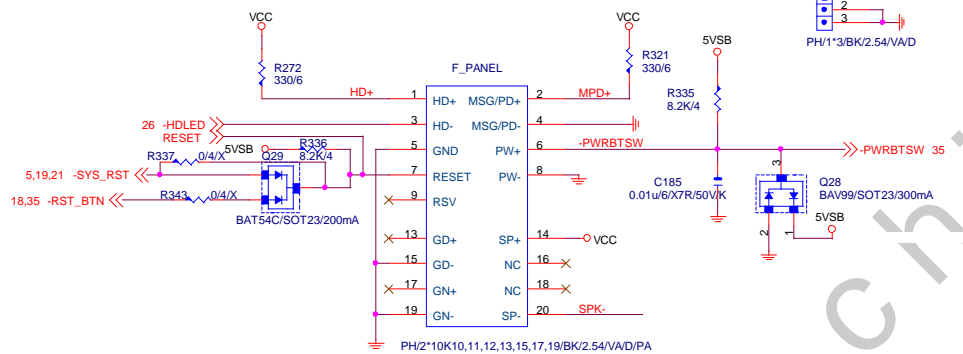 2
3
PH/1*3/BK/2.54/VA/D
VCC
VCC
5VSB
R272
330/6
F_PANEL
R321
330/6
R335
8.2K/4
HD+
1
HD+
MSG/PD+
2
MPD+
26 -HDLED
3
HD-
MSG/PD-
4
RESET
5VSB
R336
8.2K/4
5
GND
PW+
6
-PWRBTSW
-PWRBTSW 35
R337
0/4/X
Q29
5,19,21 -SYS_RST
7
RESET
PW-
8
3
18,35 -RST_BTN
R343
0/4/X
9
RSV
C185
0.01u/6/X7R/50V/K
Q28
BAV99/SOT23/300mA
BAT54C/SOT23/200mA
5VSB
2
1
13
GD+
SP+
14
VCC
15
GD-
NC
16
17
GN+
NC
18
19
GN-
SP-
20
SPK-
PH/2*10K10,11,12,13,15,17,19/BK/2.54/VA/D/PA
c h i